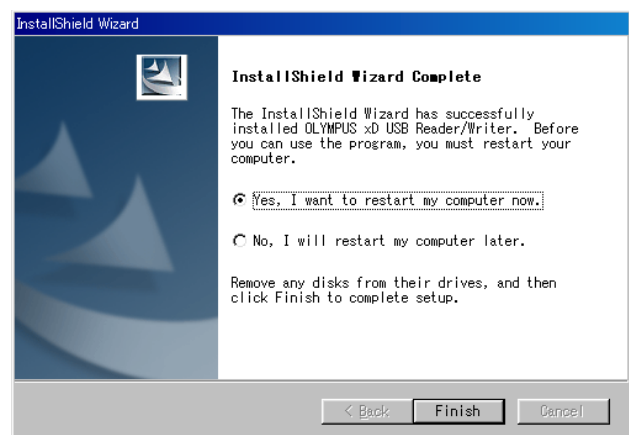 InstallShield Wizard
InstallShield Wizard Complete
The InstallShield Wizard has successfully
installed OLYMPUS xD USB Reader/Writer.  Before
you can use the program, you must restart your
computer.
Yes, I want to restart my computer now.
No, I will restart my computer later.
Remove any disks from their drives, and then
click Finish to complete setup.
< Back
Finish
Cancel